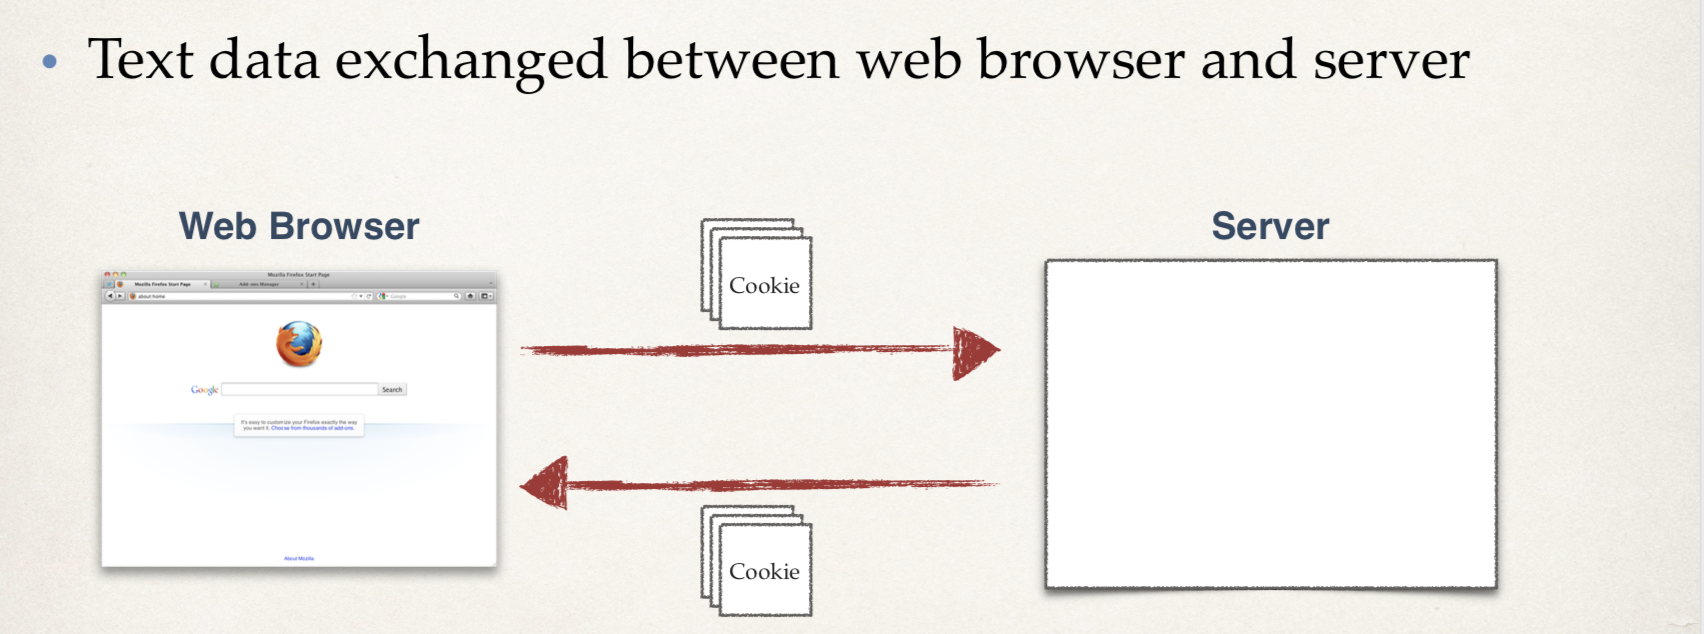 • Text data exchanged between web browser and server
Web Browser
Server
Mozilla Firefox Start Page
Mozilla Firefox Start Page
Add-ons Manager
about:home
Google
Google
Search
It's easy to customize your Firefox exactly the way
you want it. Choose from thousands of add-ons.
About Mozilla
Cookie
Cookie